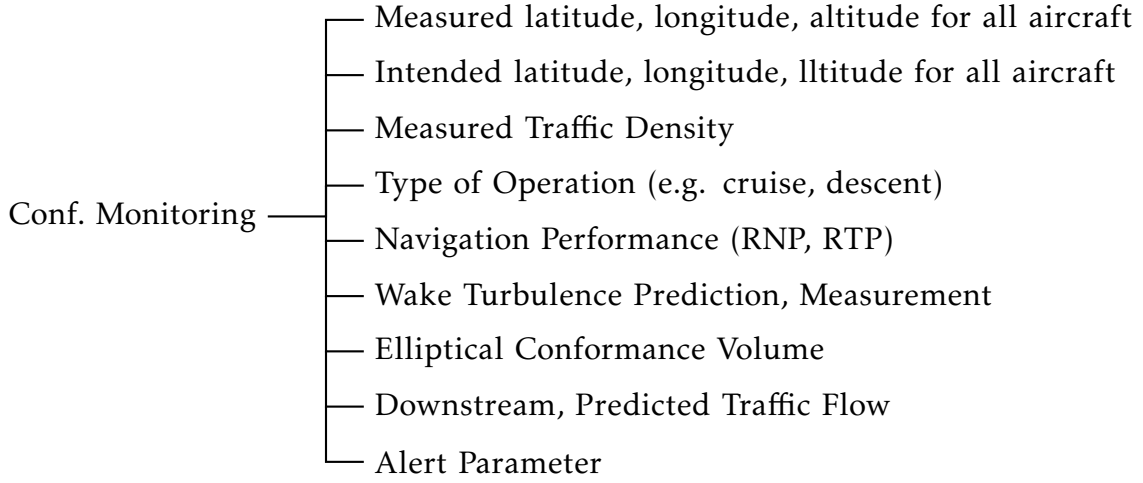 Measured latitude, longitude, altitude for all aircraft
Intended latitude, longitude, lltitude for all aircraft
Measured Traffic Density
Type of Operation (e.g. cruise, descent)
Conf. Monitoring
Navigation Performance (RNP, RTP)
Wake Turbulence Prediction, Measurement
Elliptical Conformance Volume
Downstream, Predicted Traffic Flow
Alert Parameter